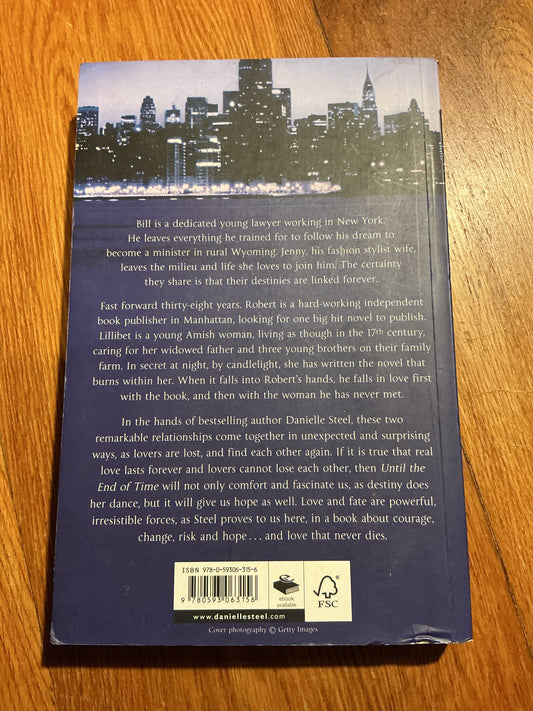 Bill is a dedicated young lawyer working in New York.
He leaves everything he trained for to follow his dream to
become a minister in rural Wyoming. Jenny, his fashion stylist wife,
leaves the milieu and life she loves to join him. The certainty
they share is that their destinies are linked forever.
Fast forward thirty-eight years. Robert is a hard-working independent
book publisher in Manhattan, looking for one big hit novel to publish.
Lillibet is a young Amish woman, living as though in the 17th century,
caring for her widowed father and three young brothers on their family
farm. In secret at night, by candlelight, she has written the novel that
burns within her. When it falls into Robert's hands, he falls in love first
with the book, and then with the woman he has never met.
In the hands of bestselling author Danielle Steel, these two
remarkable relationships come together in unexpected and surprising
ways, as lovers are lost, and find each other again. If it is true that real
love lasts forever and lovers cannot lose each other, then Until the
End of Time will not only comfort and fascinate us, as destiny does
her dance, but it will give us hope as well. Love and fate are powerful,
irresistible forces, as Steel proves to us here, in a book about courage,
change, risk and hope . . . and love that never dies.
ISBN 978-0-59306-315-6
9 780593 063156
ebook
available
FSC
www.daniellesteel.com
Cover photography © Getty Images